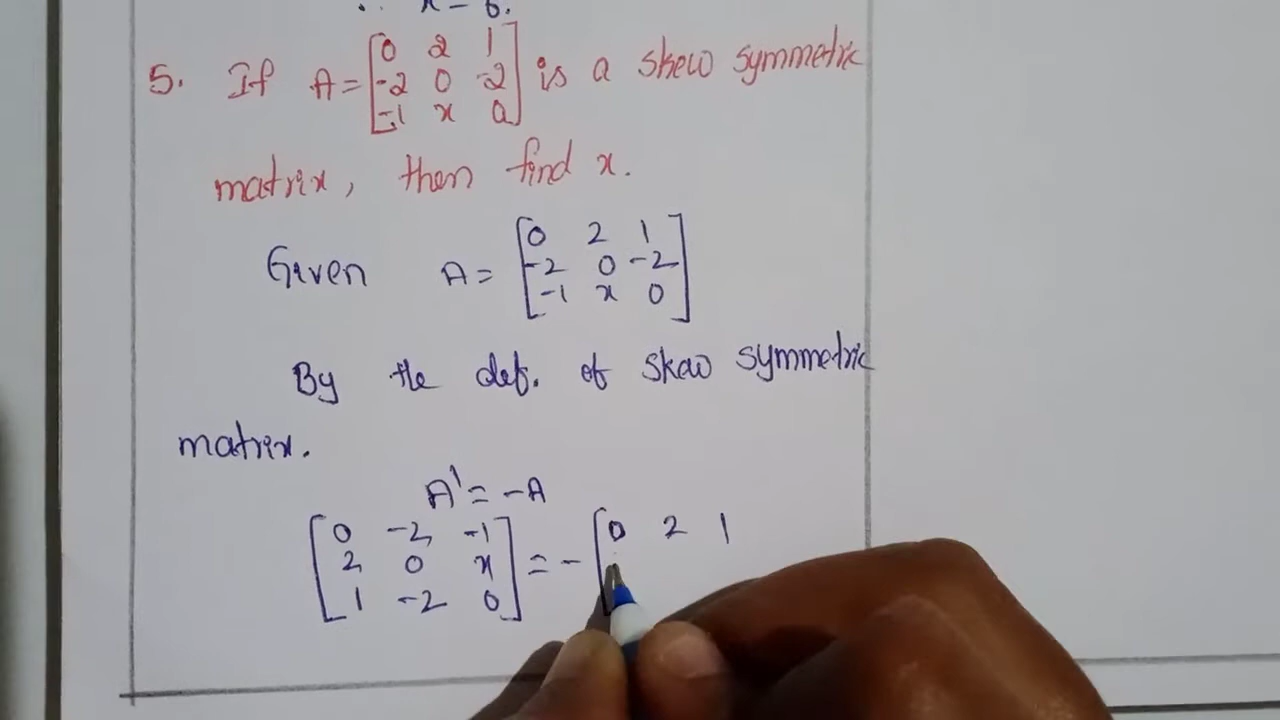 ∴ x = 6.
5. If A = [0 2 1
-2 0 -2
-1 x 0] is a skew symmetric
matrix, then find x.
Given A = [0 2 1
-2 0 -2
-1 x 0]
By the def. of skew symmetric
matrix.
A' = -A
[0 -2 -1
2 0 x
1 -2 0] = - [0 2 1